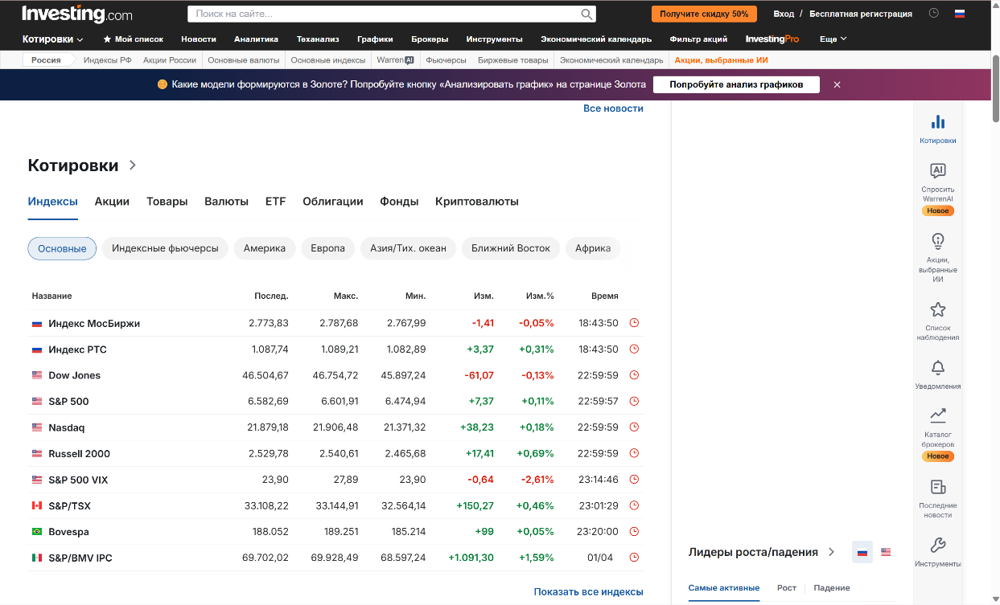 Investing.com
Поиск на сайте...
Получите скидку 50%
Вход / Бесплатная регистрация
Котировки Мой список Новости Аналитика Теханализ Графики Брокеры Инструменты Экономический календарь Фильтр акций InvestingPro Еще
Россия Индексы РФ Акции России Основные валюты Основные индексы WarrenAI Фьючерсы Биржевые товары Экономический календарь Акции, выбранные ИИ
Какие модели формируются в Золоте? Попробуйте кнопку «Анализировать график» на странице Золота Попробуйте анализ графиков
Все новости
Котировки
Индексы Акции Товары Валюты ETF Облигации Фонды Криптовалюты
Основные Индексные фьючерсы Америка Европа Азия/Тих. океан Ближний Восток Африка
Название Послед. Макс. Мин. Изм. Изм.% Время
Индекс МосБиржи 2.773,83 2.787,68 2.767,99 -1,41 -0,05% 18:43:50
Индекс РТС 1.087,74 1.089,21 1.082,89 +3,37 +0,31% 18:43:50
Dow Jones 46.504,67 46.754,72 45.897,24 -61,07 -0,13% 22:59:59
S&P 500 6.582,69 6.601,91 6.474,94 +7,37 +0,11% 22:59:57
Nasdaq 21.879,18 21.906,48 21.371,32 +38,23 +0,18% 22:59:59
Russell 2000 2.529,78 2.540,61 2.465,68 +17,41 +0,69% 22:59:59
S&P 500 VIX 23,90 27,89 23,90 -0,64 -2,61% 23:14:46
S&P/TSX 33.108,22 33.144,91 32.564,14 +150,27 +0,46% 23:01:29
Bovespa 188.052 189.251 185.214 +99 +0,05% 23:20:00
S&P/BMV IPC 69.702,02 69.928,49 68.597,24 +1.091,30 +1,59% 01/04
Показать все индексы
Лидеры роста/падения
Самые активные Рост Падение
Котировки
AI
Спросить
WarrenAI
Новое
Акции,
выбранные
ИИ
Список
наблюдения
Уведомления
Каталог
брокеров
Новое
Последние
новости
Инструменты